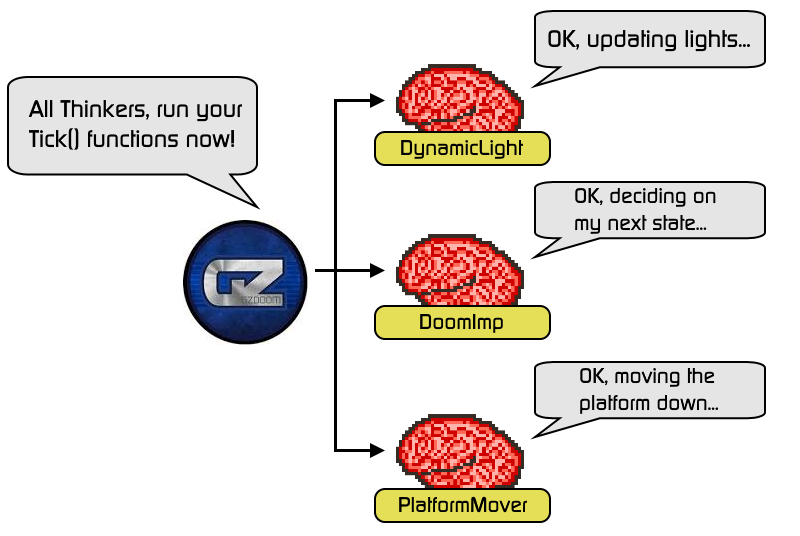 All Thinkers, run your
Tick() functions now!
GZ
GZDOOM
OK, updating lights...
DynamicLight
OK, deciding on
my next state...
DoomImp
OK, moving the
platform down...
PlatformMover